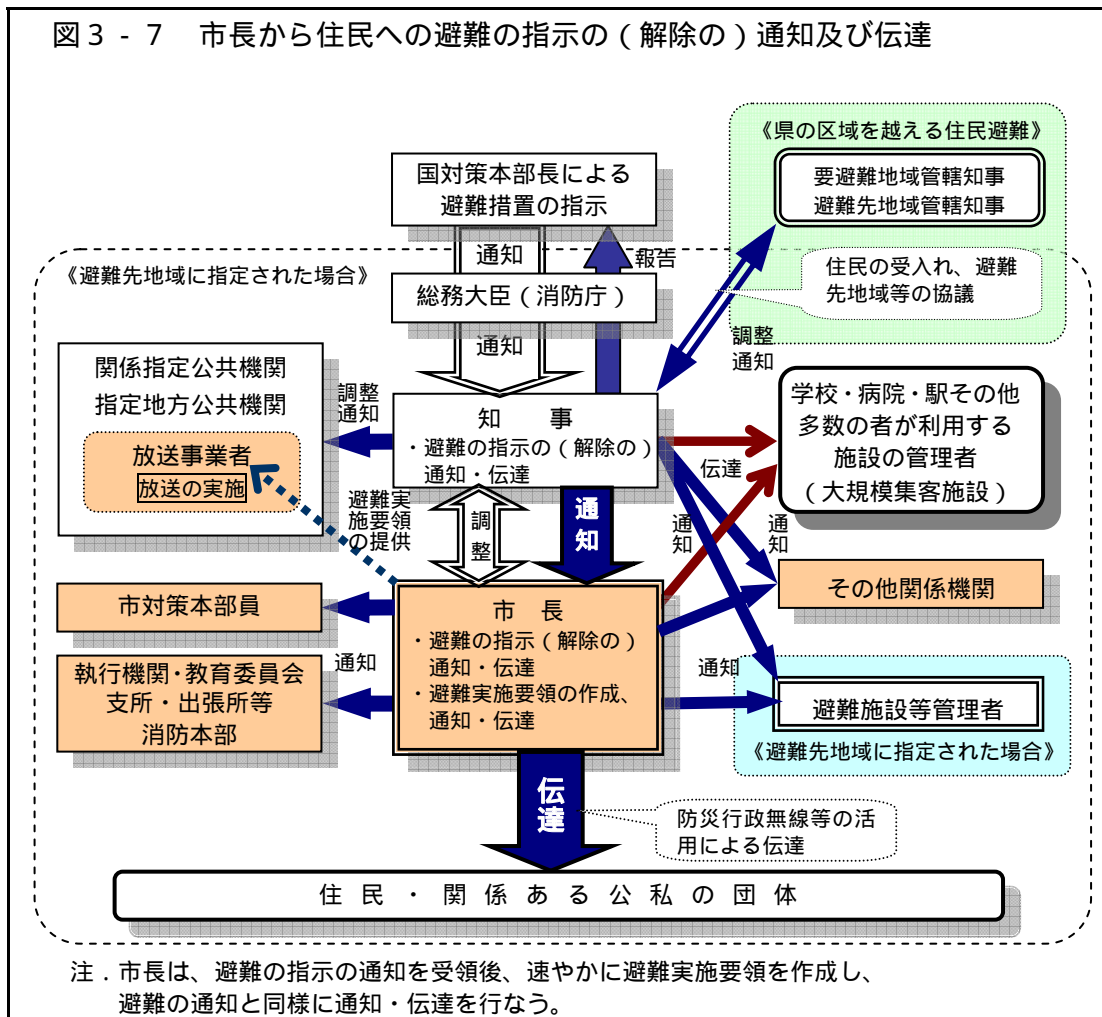 図3-7 市長から住民への避難の指示の(解除の)通知及び伝達
《県の区域を越える住民避難》
要避難地域管轄知事
避難先地域管轄知事
国対策本部長による
避難措置の指示
通知
報告
住民の受入れ、避難
先地域等の協議
《避難先地域に指定された場合》
総務大臣(消防庁)
通知
調整
通知
関係指定公共機関
指定地方公共機関
放送事業者
放送の実施
調整
通知
知 事
・避難の指示の(解除の)
通知・伝達
学校・病院・駅その他
多数の者が利用する
施設の管理者
(大規模集客施設)
伝達
避難実
施要領
の提供
調整
通知
通知
通知
市対策本部員
市 長
・避難の指示(解除の)
通知・伝達
・避難実施要領の作成、
通知・伝達
その他関係機関
執行機関・教育委員会
支所・出張所等
消防本部
通知
通知
避難施設等管理者
《避難先地域に指定された場合》
伝達
防災行政無線等の活
用による伝達
住民・関係ある公私の団体
注.市長は、避難の指示の通知を受領後、速やかに避難実施要領を作成し、
避難の通知と同様に通知・伝達を行なう。